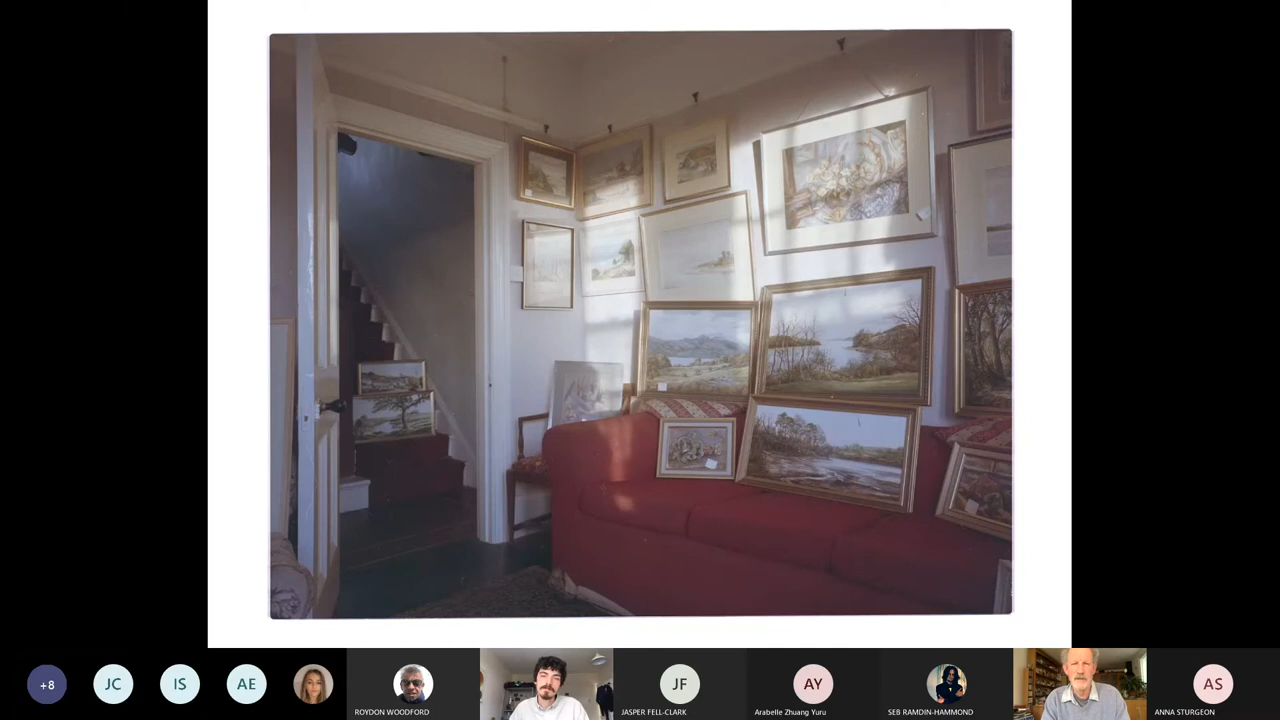 +8
JC
IS
AE
ROYDON WOODFORD
JF
JASPER FELL-CLARK
AY
Arabelle Zhuang Yuru
SEB RAMDIN-HAMMOND
AS
ANNA STURGEON